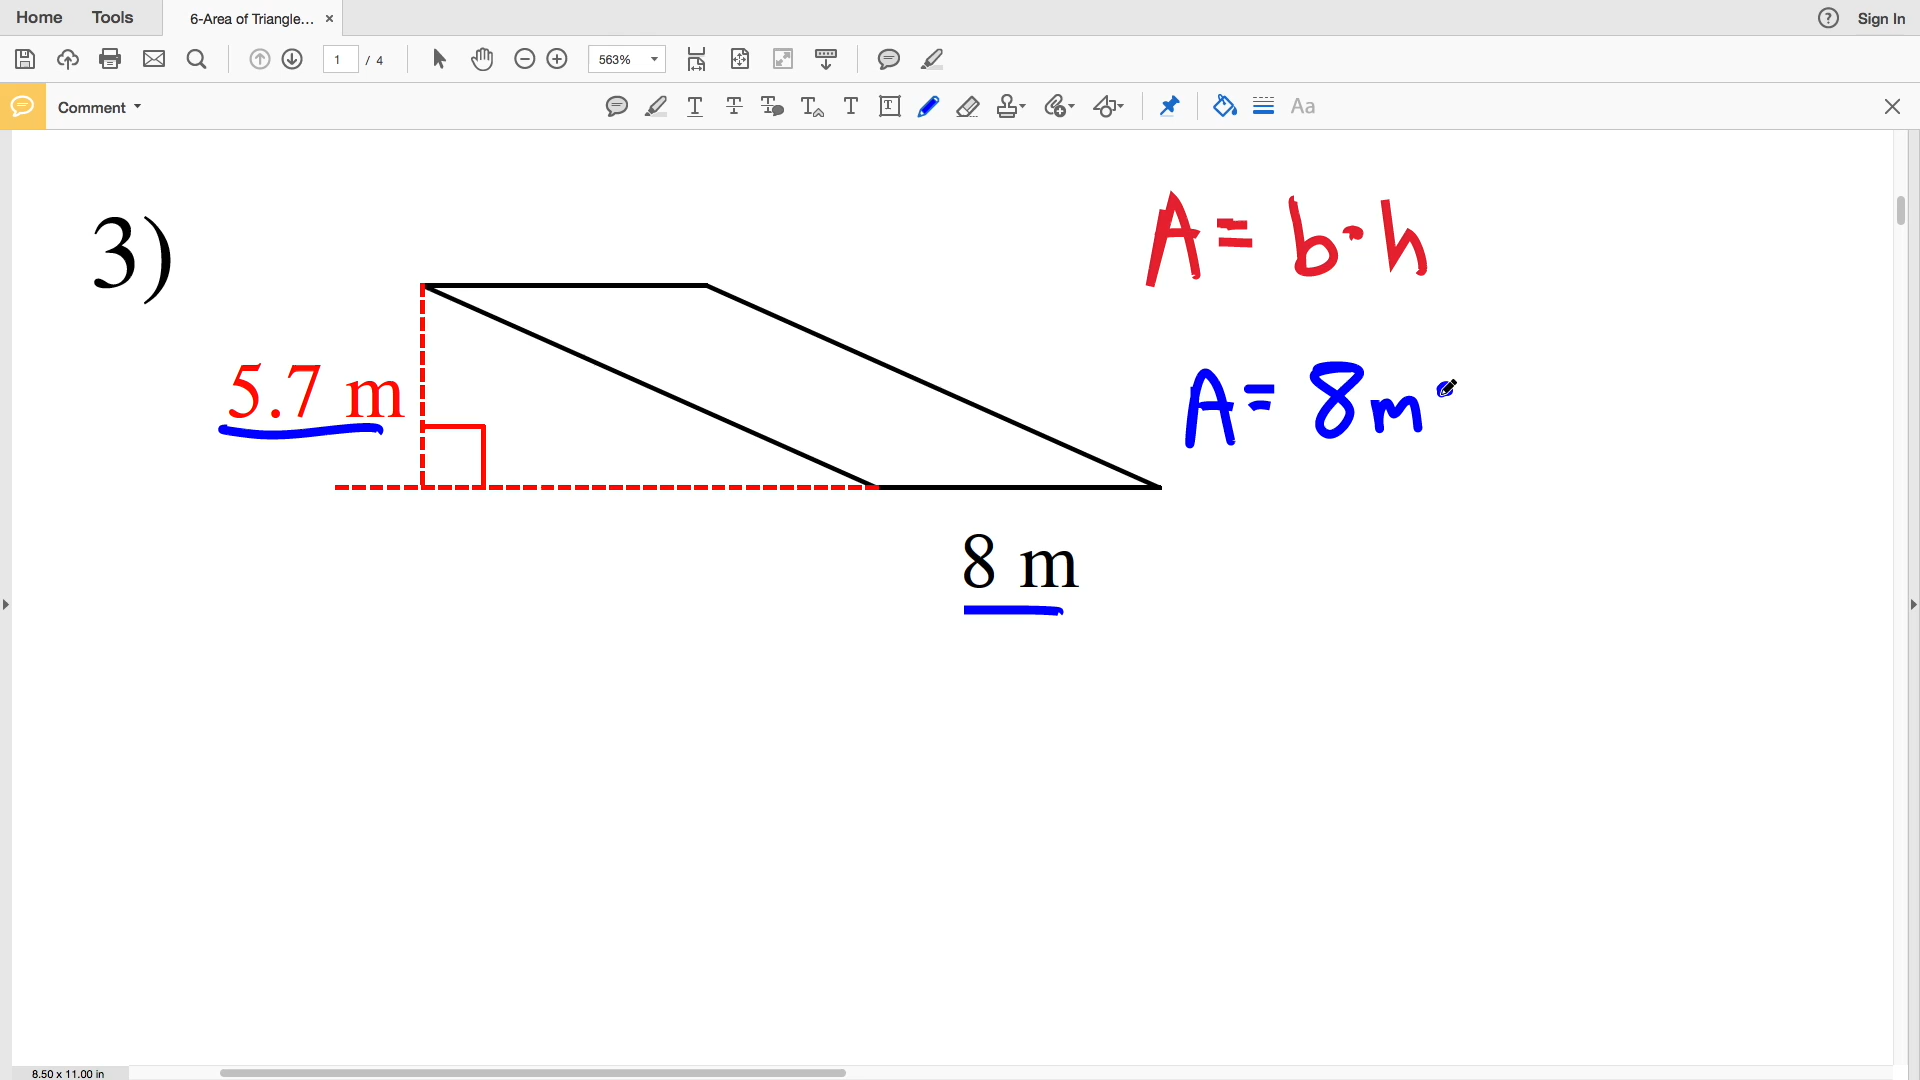 Home Tools 6-Area of Triangle... × ? Sign In
1 / 4 563%
Comment T T T T T T Aa
3)
A = b·h
5.7 m
A = 8m ·
8 m
8.50 x 11.00 in